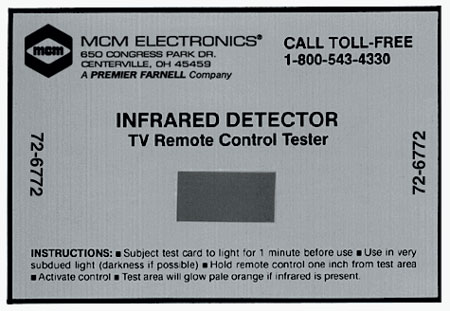 mcm
MCM ELECTRONICS®
650 CONGRESS PARK DR.
CENTERVILLE, OH 45459
A PREMIER FARNELL Company
CALL TOLL-FREE
1-800-543-4330
INFRARED DETECTOR
TV Remote Control Tester
72-6772
72-6772
INSTRUCTIONS: ■ Subject test card to light for 1 minute before use ■ Use in very
subdued light (darkness if possible) ■ Hold remote control one inch from test area
■ Activate control ■ Test area will glow pale orange if infrared is present.